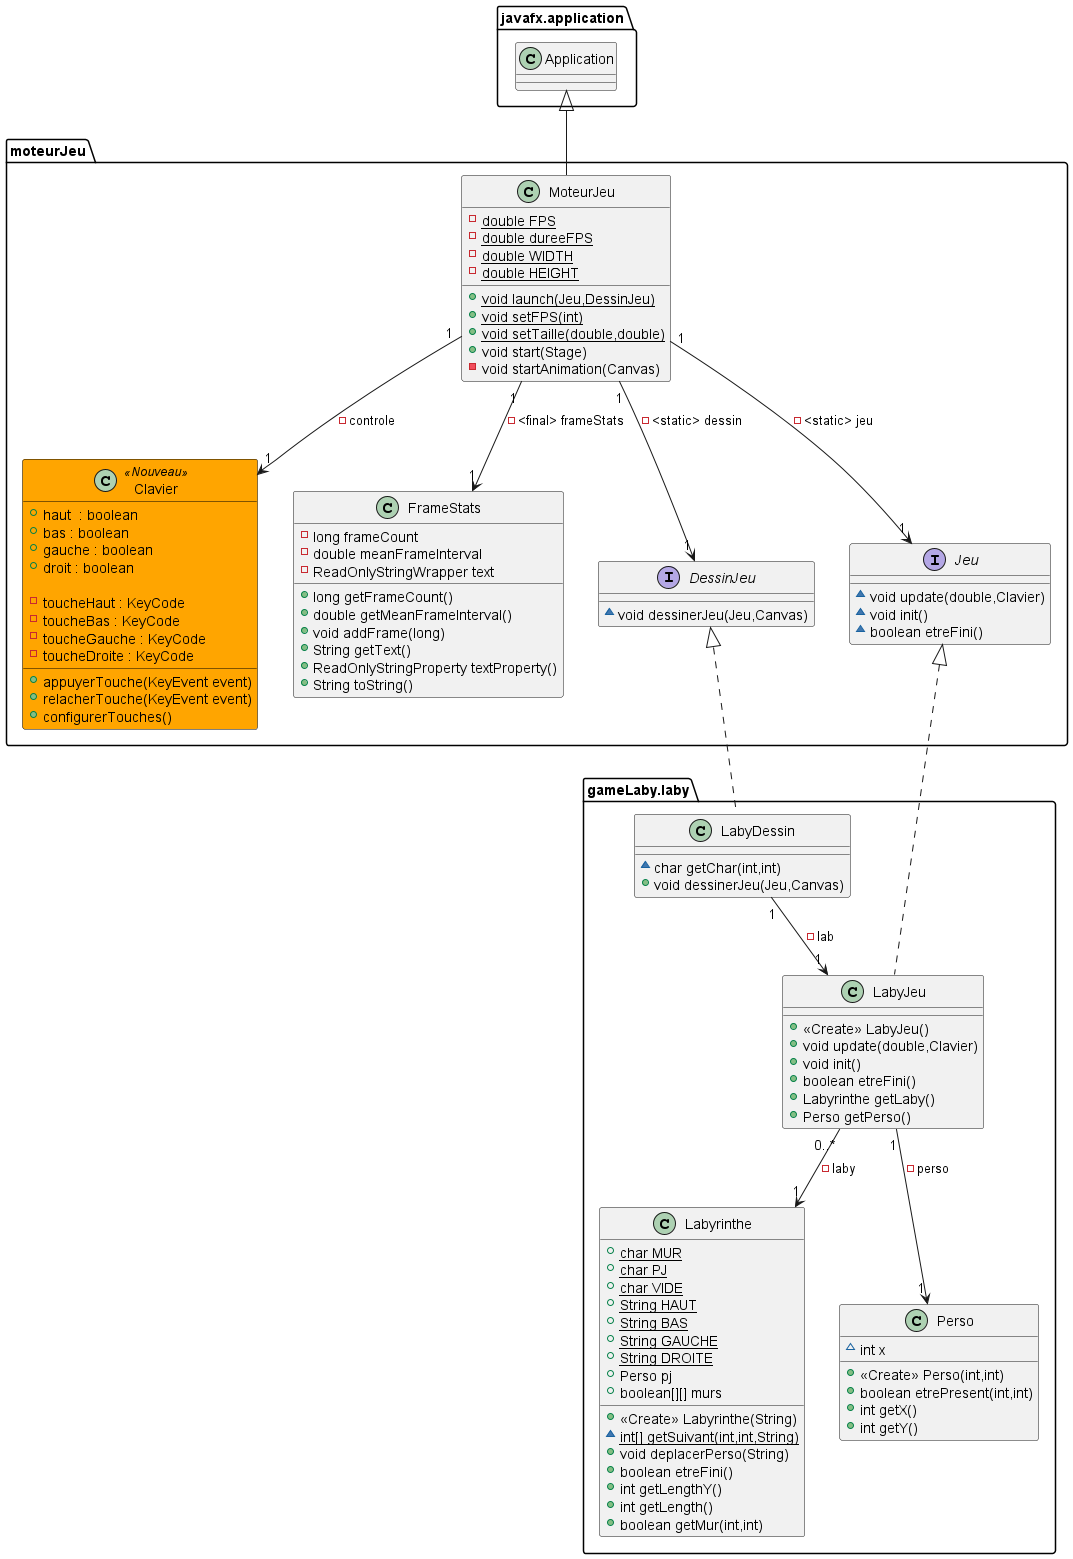 javafx.application
C Application
moteurJeu
C MoteurJeu
double FPS
double dureeFPS
double WIDTH
double HEIGHT
void launch(Jeu,DessinJeu)
void setFPS(int)
void setTaille(double,double)
void start(Stage)
void startAnimation(Canvas)
1
1
1
1
controle
<final> frameStats
<static> dessin
<static> jeu
1
1
1
1
C «Nouveau»
Clavier
haut : boolean
bas : boolean
gauche : boolean
droit : boolean
toucheHaut : KeyCode
toucheBas : KeyCode
toucheGauche : KeyCode
toucheDroite : KeyCode
appuyerTouche(KeyEvent event)
relacherTouche(KeyEvent event)
configurerTouches()
C FrameStats
long frameCount
double meanFrameInterval
ReadOnlyStringWrapper text
long getFrameCount()
double getMeanFrameInterval()
void addFrame(long)
String getText()
ReadOnlyStringProperty textProperty()
String toString()
I DessinJeu
void dessinerJeu(Jeu,Canvas)
I Jeu
void update(double,Clavier)
void init()
boolean etreFini()
gameLaby.laby
C LabyDessin
char getChar(int,int)
void dessinerJeu(Jeu,Canvas)
1
lab
1
C LabyJeu
«Create» LabyJeu()
void update(double,Clavier)
void init()
boolean etreFini()
Labyrinthe getLaby()
Perso getPerso()
0..*
1
laby
perso
1
1
C Labyrinthe
char MUR
char PJ
char VIDE
String HAUT
String BAS
String GAUCHE
String DROITE
Perso pj
boolean[][] murs
«Create» Labyrinthe(String)
int[] getSuivant(int,int,String)
void deplacerPerso(String)
boolean etreFini()
int getLengthY()
int getLength()
boolean getMur(int,int)
C Perso
int x
«Create» Perso(int,int)
boolean etrePresent(int,int)
int getX()
int getY()